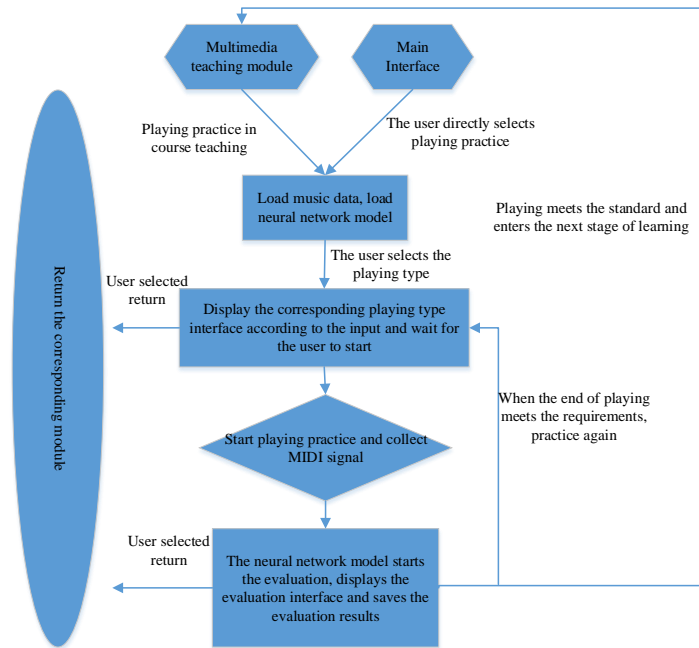 Multimedia
teaching module
Main
Interface
Playing practice in
course teaching
The user directly selects
playing practice
Load music data, load
neural network model
Playing meets the standard and
enters the next stage of learning
The user selects the
playing type
User selected
return
Display the corresponding playing type
interface according to the input and wait for
the user to start
Return the corresponding module
When the end of playing
meets the requirements,
practice again
Start playing practice and collect
MIDI signal
User selected
return
The neural network model starts
the evaluation, displays the
evaluation interface and saves the
evaluation results